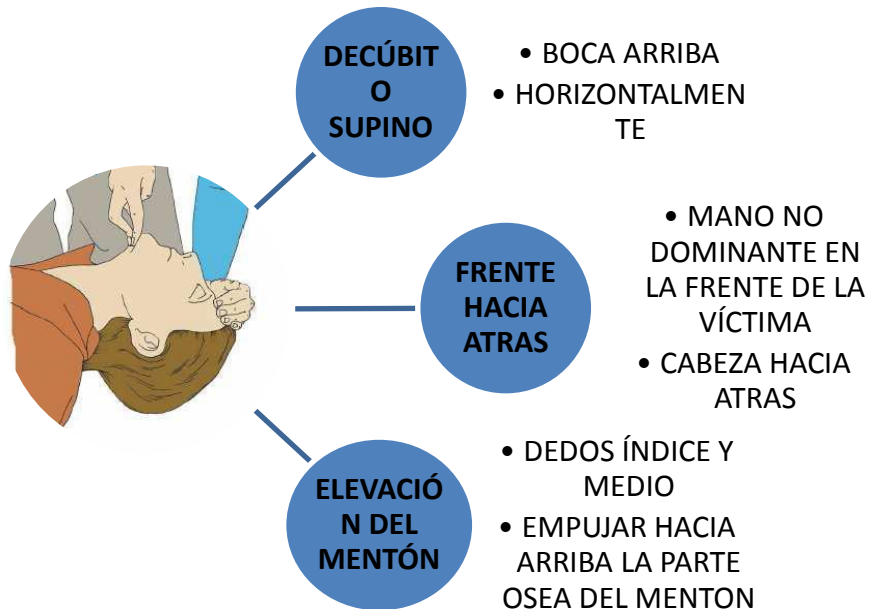 DECÚBIT
O
SUPINO
• BOCA ARRIBA
• HORIZONTALMEN
TE
FRENTE
HACIA
ATRAS
• MANO NO
DOMINANTE EN
LA FRENTE DE LA
VÍCTIMA
• CABEZA HACIA
ATRAS
ELEVACIÓ
N DEL
MENTÓN
• DEDOS ÍNDICE Y
MEDIO
• EMPUJAR HACIA
ARRIBA LA PARTE
OSEA DEL MENTON